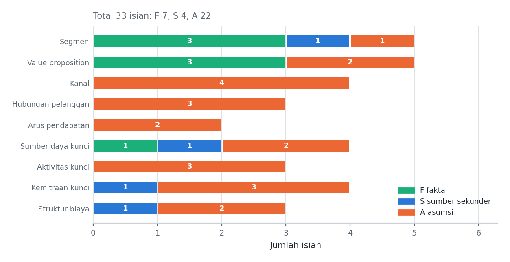 Total 33 isian: F 7, S 4, A 22
Segmen 3 1 1
Value proposition 3 2
Kanal 4
Hubungan pelanggan 3
Arus pendapatan 2
Sumber daya kunci 1 1 2
Aktivitas kunci 3
Kemitraan kunci 1 3
Struktur biaya 1 2
F fakta
S sumber sekunder
A asumsi
0 1 2 3 4 5 6
Jumlah isian